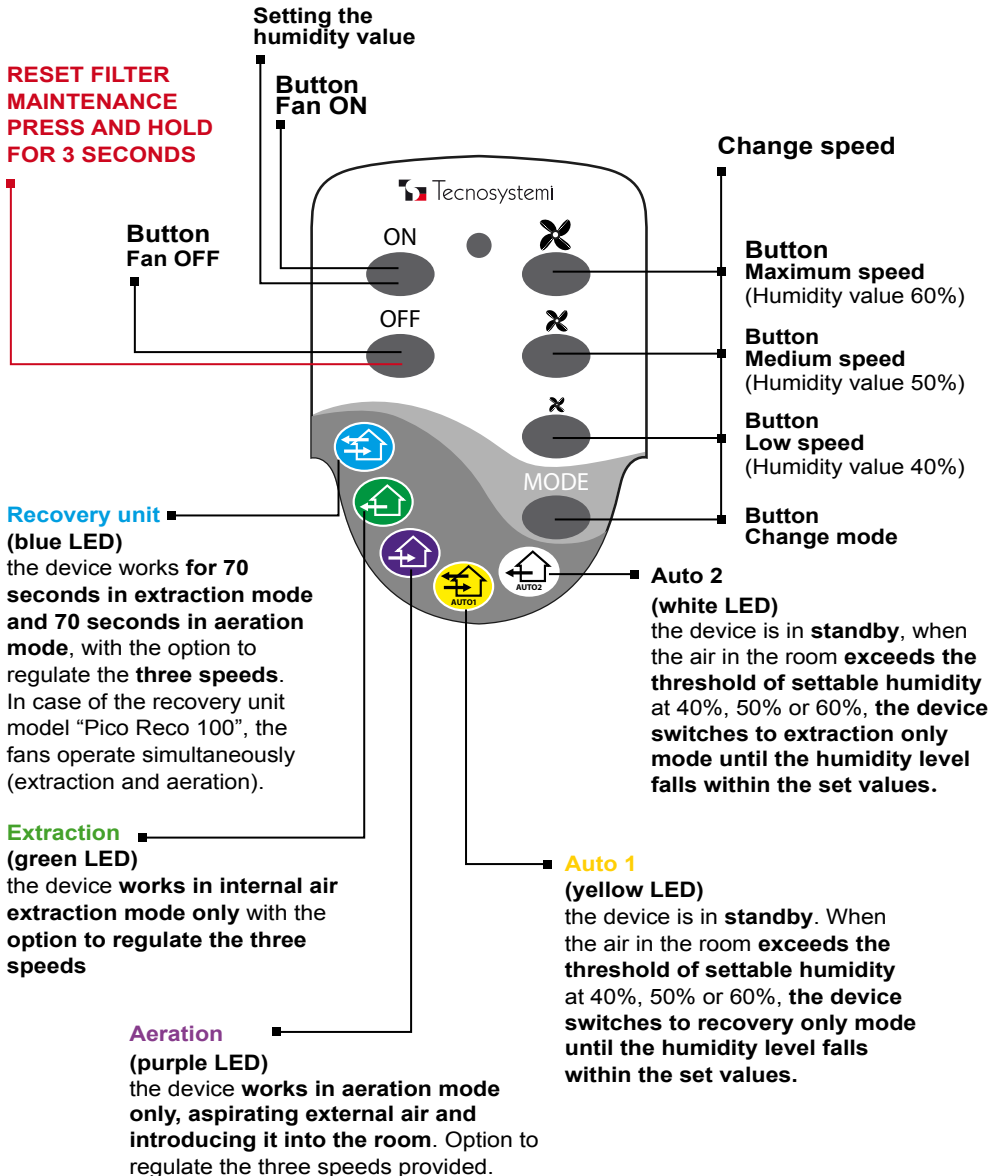 Setting the
humidity value
RESET FILTER
MAINTENANCE
PRESS AND HOLD
FOR 3 SECONDS
Button
Fan ON
Change speed
Button
Fan OFF
Tecnosystemi
ON
OFF
MODE
Button
Maximum speed
(Humidity value 60%)
Button
Medium speed
(Humidity value 50%)
Button
Low speed
(Humidity value 40%)
Button
Change mode
AUTO1
AUTO2
Recovery unit
(blue LED)
the device works for 70
seconds in extraction mode
and 70 seconds in aeration
mode, with the option to
regulate the three speeds.
In case of the recovery unit
model “Pico Reco 100”, the
fans operate simultaneously
(extraction and aeration).
Auto 2
(white LED)
the device is in standby, when
the air in the room exceeds the
threshold of settable humidity
at 40%, 50% or 60%, the device
switches to extraction only
mode until the humidity level
falls within the set values.
Extraction
(green LED)
the device works in internal air
extraction mode only with the
option to regulate the three
speeds
Auto 1
(yellow LED)
the device is in standby. When
the air in the room exceeds the
threshold of settable humidity
at 40%, 50% or 60%, the device
switches to recovery only mode
until the humidity level falls
within the set values.
Aeration
(purple LED)
the device works in aeration mode
only, aspirating external air and
introducing it into the room. Option to
regulate the three speeds provided.